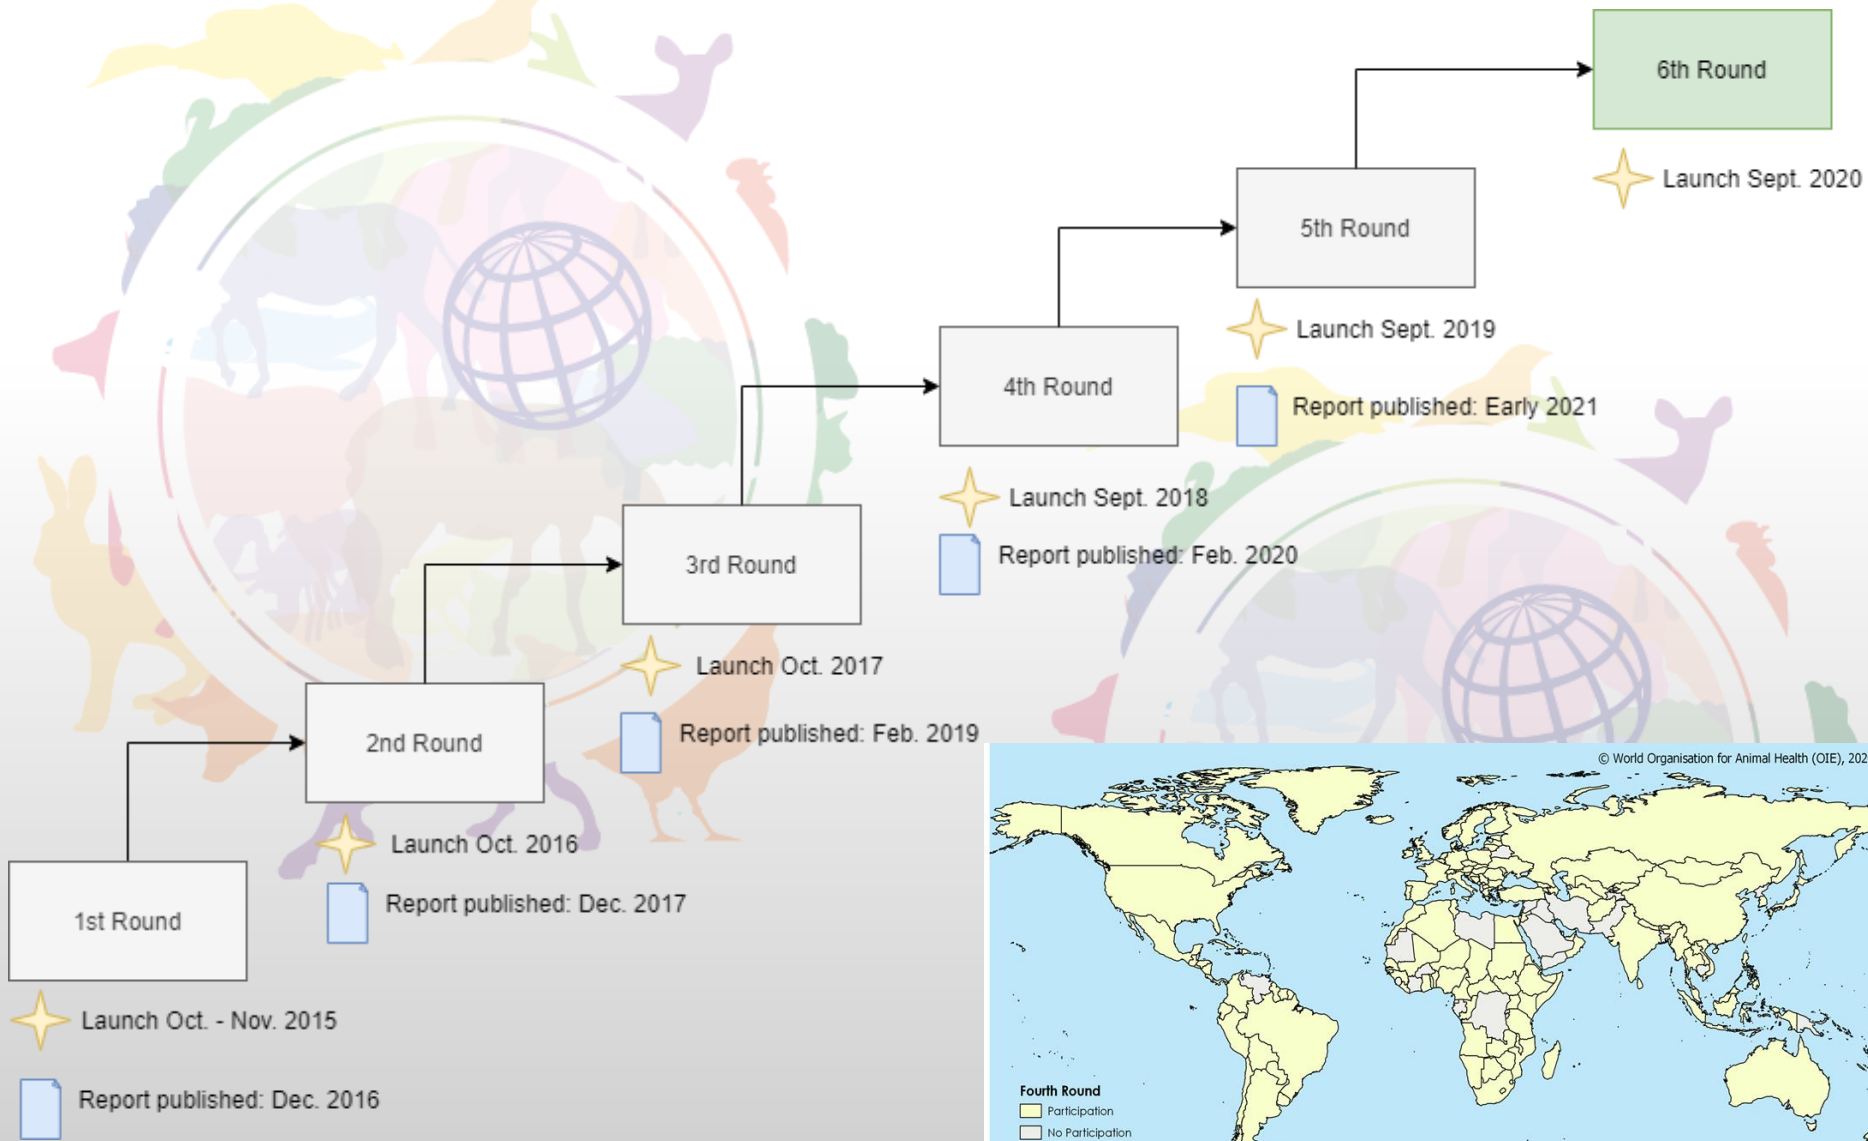 6th Round
Launch Sept. 2020
5th Round
Launch Sept. 2019
Report published: Early 2021
4th Round
Launch Sept. 2018
Report published: Feb. 2020
3rd Round
Launch Oct. 2017
Report published: Feb. 2019
2nd Round
Launch Oct. 2016
Report published: Dec. 2017
1st Round
Launch Oct. - Nov. 2015
Report published: Dec. 2016
© World Organisation for Animal Health (OIE), 202
Fourth Round
Participation
No Participation